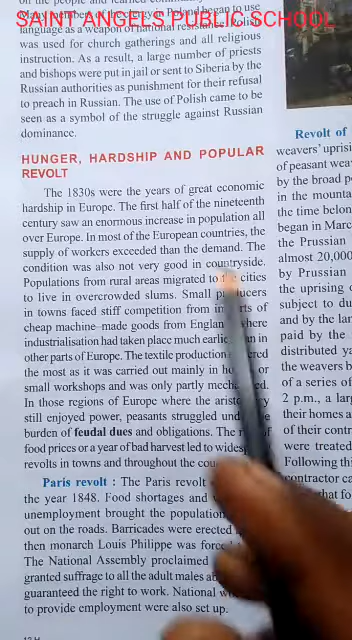 SAINT ANGELS PUBLIC SCHOOL
on the people and learned
Many members of the clergy in Poland began to use
language as a weapon of national resistance. Polish
was used for church gatherings and all religious
instruction. As a result, a large number of priests
and bishops were put in jail or sent to Siberia by the
Russian authorities as punishment for their refusal
to preach in Russian. The use of Polish came to be
seen as a symbol of the struggle against Russian
dominance.
HUNGER, HARDSHIP AND POPULAR
REVOLT
The 1830s were the years of great economic
hardship in Europe. The first half of the nineteenth
century saw an enormous increase in population all
over Europe. In most of the European countries, the
supply of workers exceeded than the demand. The
condition was also not very good in countryside.
Populations from rural areas migrated to the cities
to live in overcrowded slums. Small producers
in towns faced stiff competition from imports of
cheap machine–made goods from England where
industrialisation had taken place much earlier than in
other parts of Europe. The textile production suffered
the most as it was carried out mainly in homes or
small workshops and was only partly mechanised.
In those regions of Europe where the aristocracy
still enjoyed power, peasants struggled under the
burden of feudal dues and obligations. The rise of
food prices or a year of bad harvest led to widespread
revolts in towns and throughout the
Paris revolt : The Paris revolt
the year 1848. Food shortages and
unemployment brought the population
out on the roads. Barricades were erected
then monarch Louis Philippe was forced
The National Assembly proclaimed
granted suffrage to all the adult males
guaranteed the right to work. National
to provide employment were also set up.
Revolt of
weavers' uprisi
of peasant wea
by the broad p
in the mounta
the time belon
began in Marc
the Prussian
almost 20,000
by Prussian
the uprising
subject to du
and by the lan
paid by the
distributed ya
the weavers b
of a series of
2 p.m., a larg
their homes a
of their contr
were treated
Following thi
contractor ca
that fo